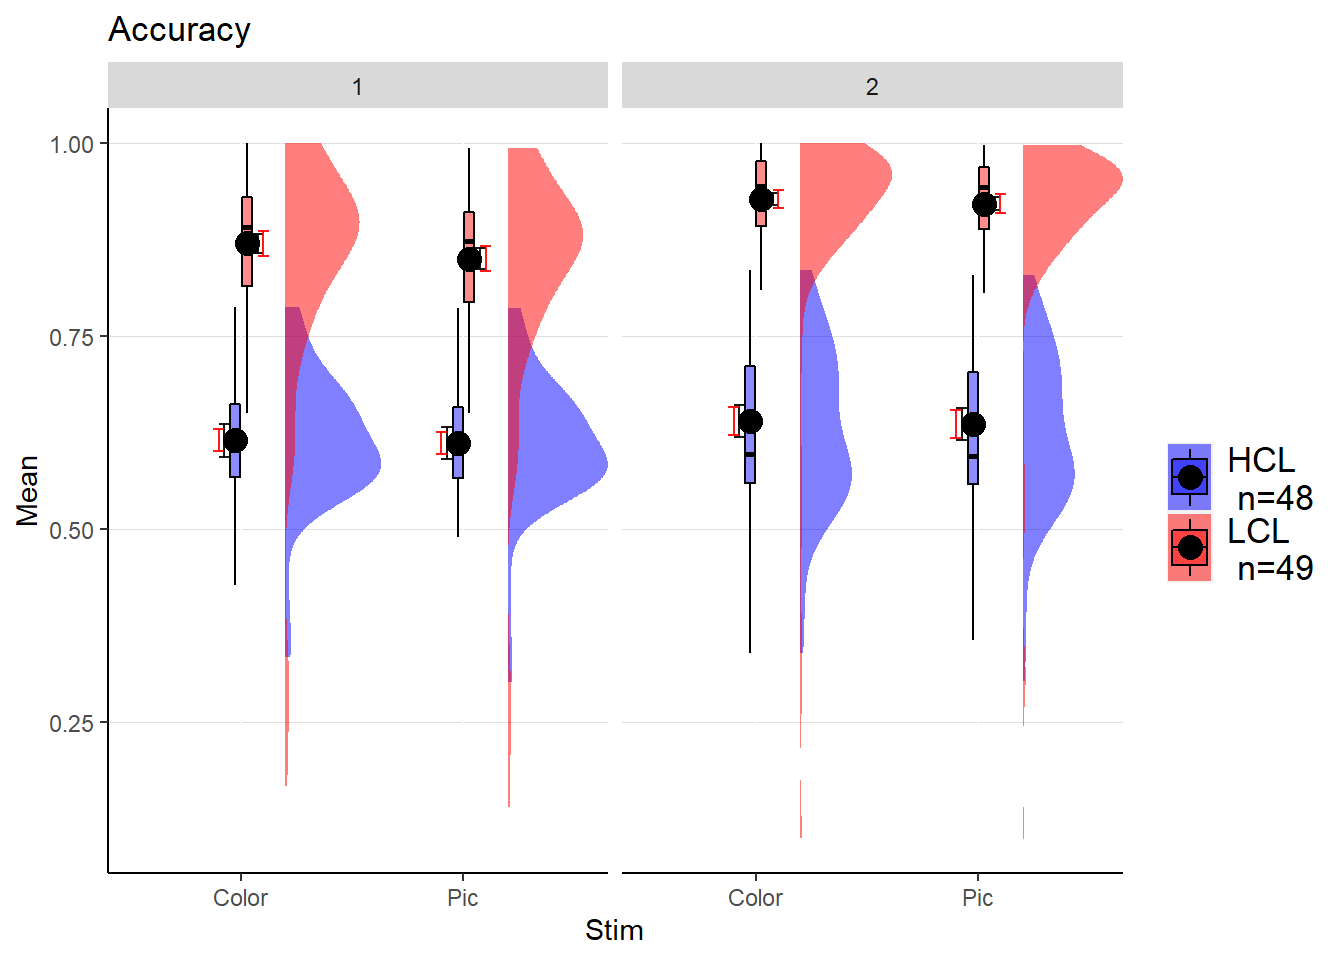 Accuracy
1
2
1.00
0.75
0.50
0.25
Mean
Color
Pic
Color
Pic
Stim
HCL
n=48
LCL
n=49